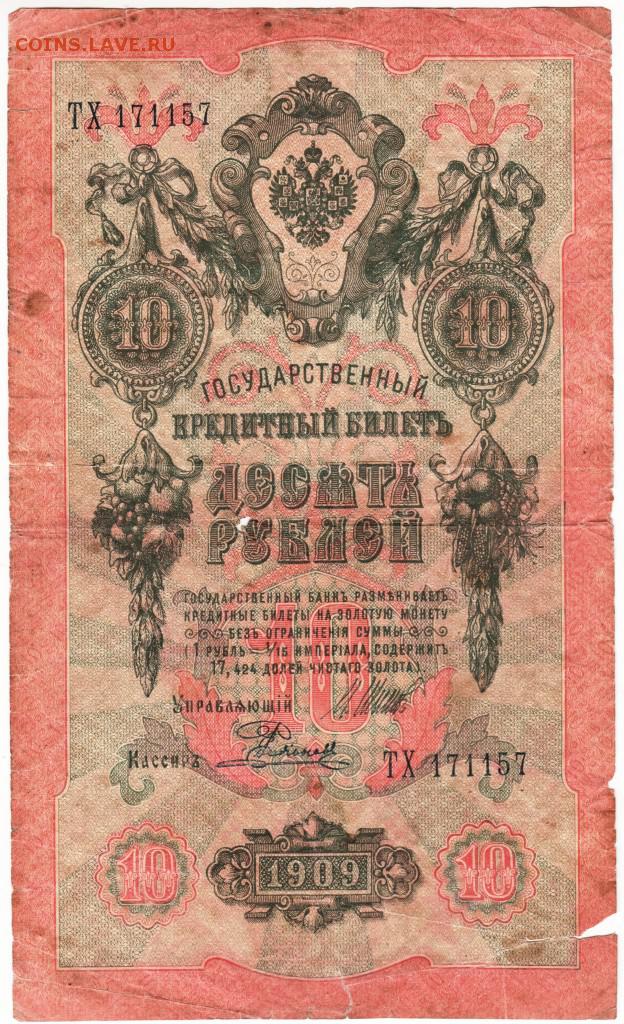 COINS.LAVE.RU
ТХ 171157
10 10
ГОСУДАРСТВЕННЫЙ
КРЕДИТНЫЙ БИЛЕТЪ
ДЕСЯТЬ
РУБЛЕЙ
ГОСУДАРСТВЕННЫЙ БАНКЪ РАЗМѢНИВАЕТЪ
КРЕДИТНЫЕ БИЛЕТЫ НА ЗОЛОТУЮ МОНЕТУ
БЕЗЪ ОГРАНИЧЕНІЯ СУММЫ
(1 РУБЛЬ = 1/15 ИМПЕРІАЛА, СОДЕРЖИТЪ
17,424 ДОЛЕЙ ЧИСТАГО ЗОЛОТА).
10
УПРАВЛЯЮЩІЙ
Кассиръ
ТХ 171157
10 1909 10